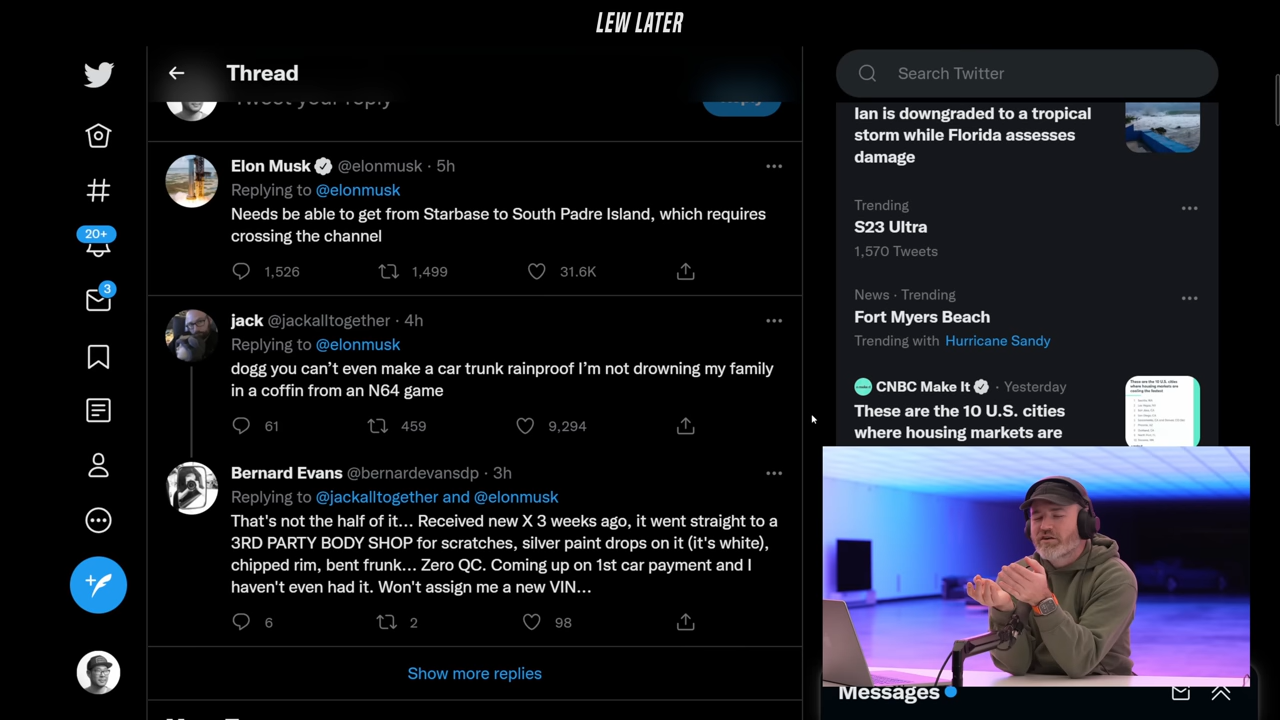 LEW LATER
Thread
Search Twitter
Tweet your reply
Reply
Elon Musk @elonmusk · 5h
Replying to @elonmusk
Needs be able to get from Starbase to South Padre Island, which requires
crossing the channel
1,526 1,499 31.6K
jack @jackalltogether · 4h
Replying to @elonmusk
dogg you can’t even make a car trunk rainproof I’m not drowning my family
in a coffin from an N64 game
61 459 9,294
Bernard Evans @bernardevansdp · 3h
Replying to @jackalltogether and @elonmusk
That's not the half of it... Received new X 3 weeks ago, it went straight to a
3RD PARTY BODY SHOP for scratches, silver paint drops on it (it's white),
chipped rim, bent frunk... Zero QC. Coming up on 1st car payment and I
haven't even had it. Won't assign me a new VIN...
6 2 98
Show more replies
20+
3
Ian is downgraded to a tropical
storm while Florida assesses
damage
Trending
S23 Ultra
1,570 Tweets
News · Trending
Fort Myers Beach
Trending with Hurricane Sandy
CNBC Make It · Yesterday
These are the 10 U.S. cities
where housing markets are
Messages